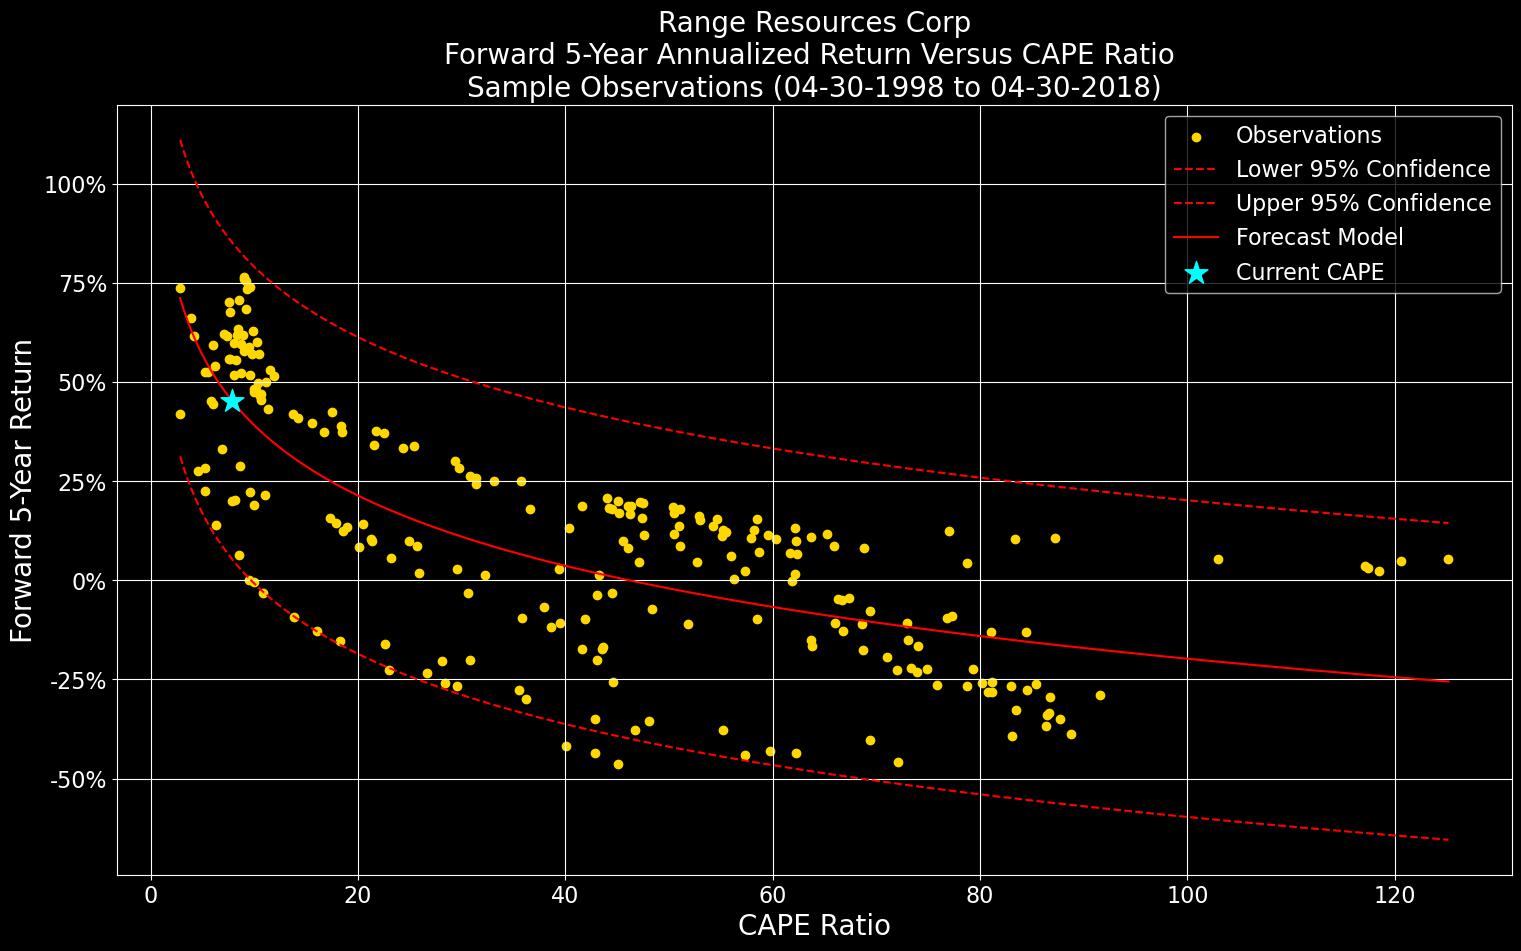 Range Resources Corp
Forward 5-Year Annualized Return Versus CAPE Ratio
Sample Observations (04-30-1998 to 04-30-2018)
Observations
Lower 95% Confidence
Upper 95% Confidence
Forecast Model
Current CAPE
Forward 5-Year Return
100%
75%
50%
25%
0%
-25%
-50%
0 20 40 60 80 100 120
CAPE Ratio